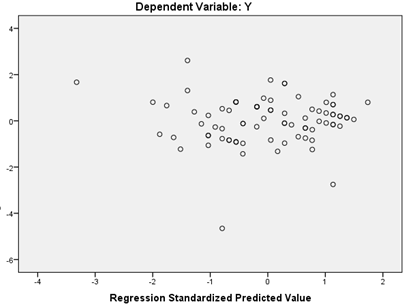 Dependent Variable: Y
4
2
0
-2
-4
-6
-4 -3 -2 -1 0 1 2
Regression Standardized Predicted Value